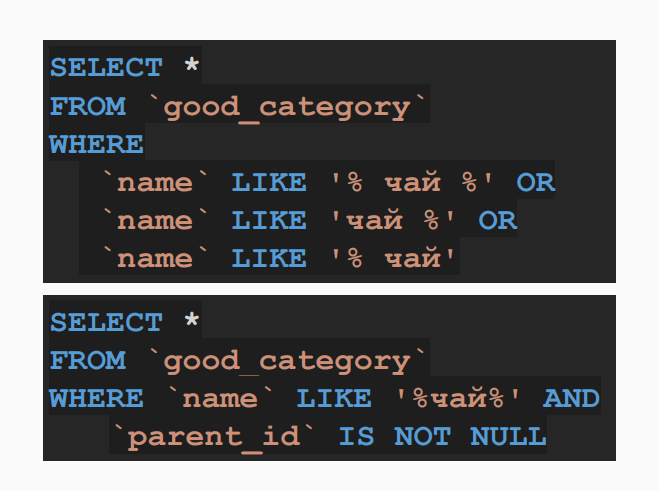 SELECT *
FROM `good_category`
WHERE
`name` LIKE '% чай %' OR
`name` LIKE 'чай %' OR
`name` LIKE '% чай'
SELECT *
FROM `good_category`
WHERE `name` LIKE '%чай%' AND
`parent_id` IS NOT NULL